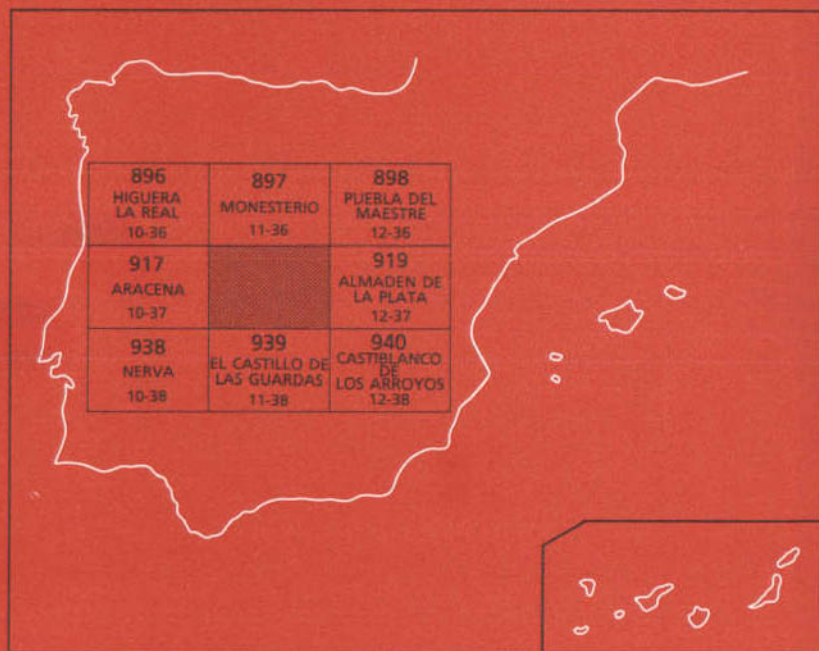 896
HIGUERA
LA REAL
10-36
897
MONESTERIO
11-36
898
PUEBLA DEL
MAESTRE
12-36
917
ARACENA
10-37
919
ALMADEN DE
LA PLATA
12-37
938
NERVA
10-38
939
EL CASTILLO DE
LAS GUARDAS
11-38
940
CASTIBLANCO
DE
LOS ARROYOS
12-38